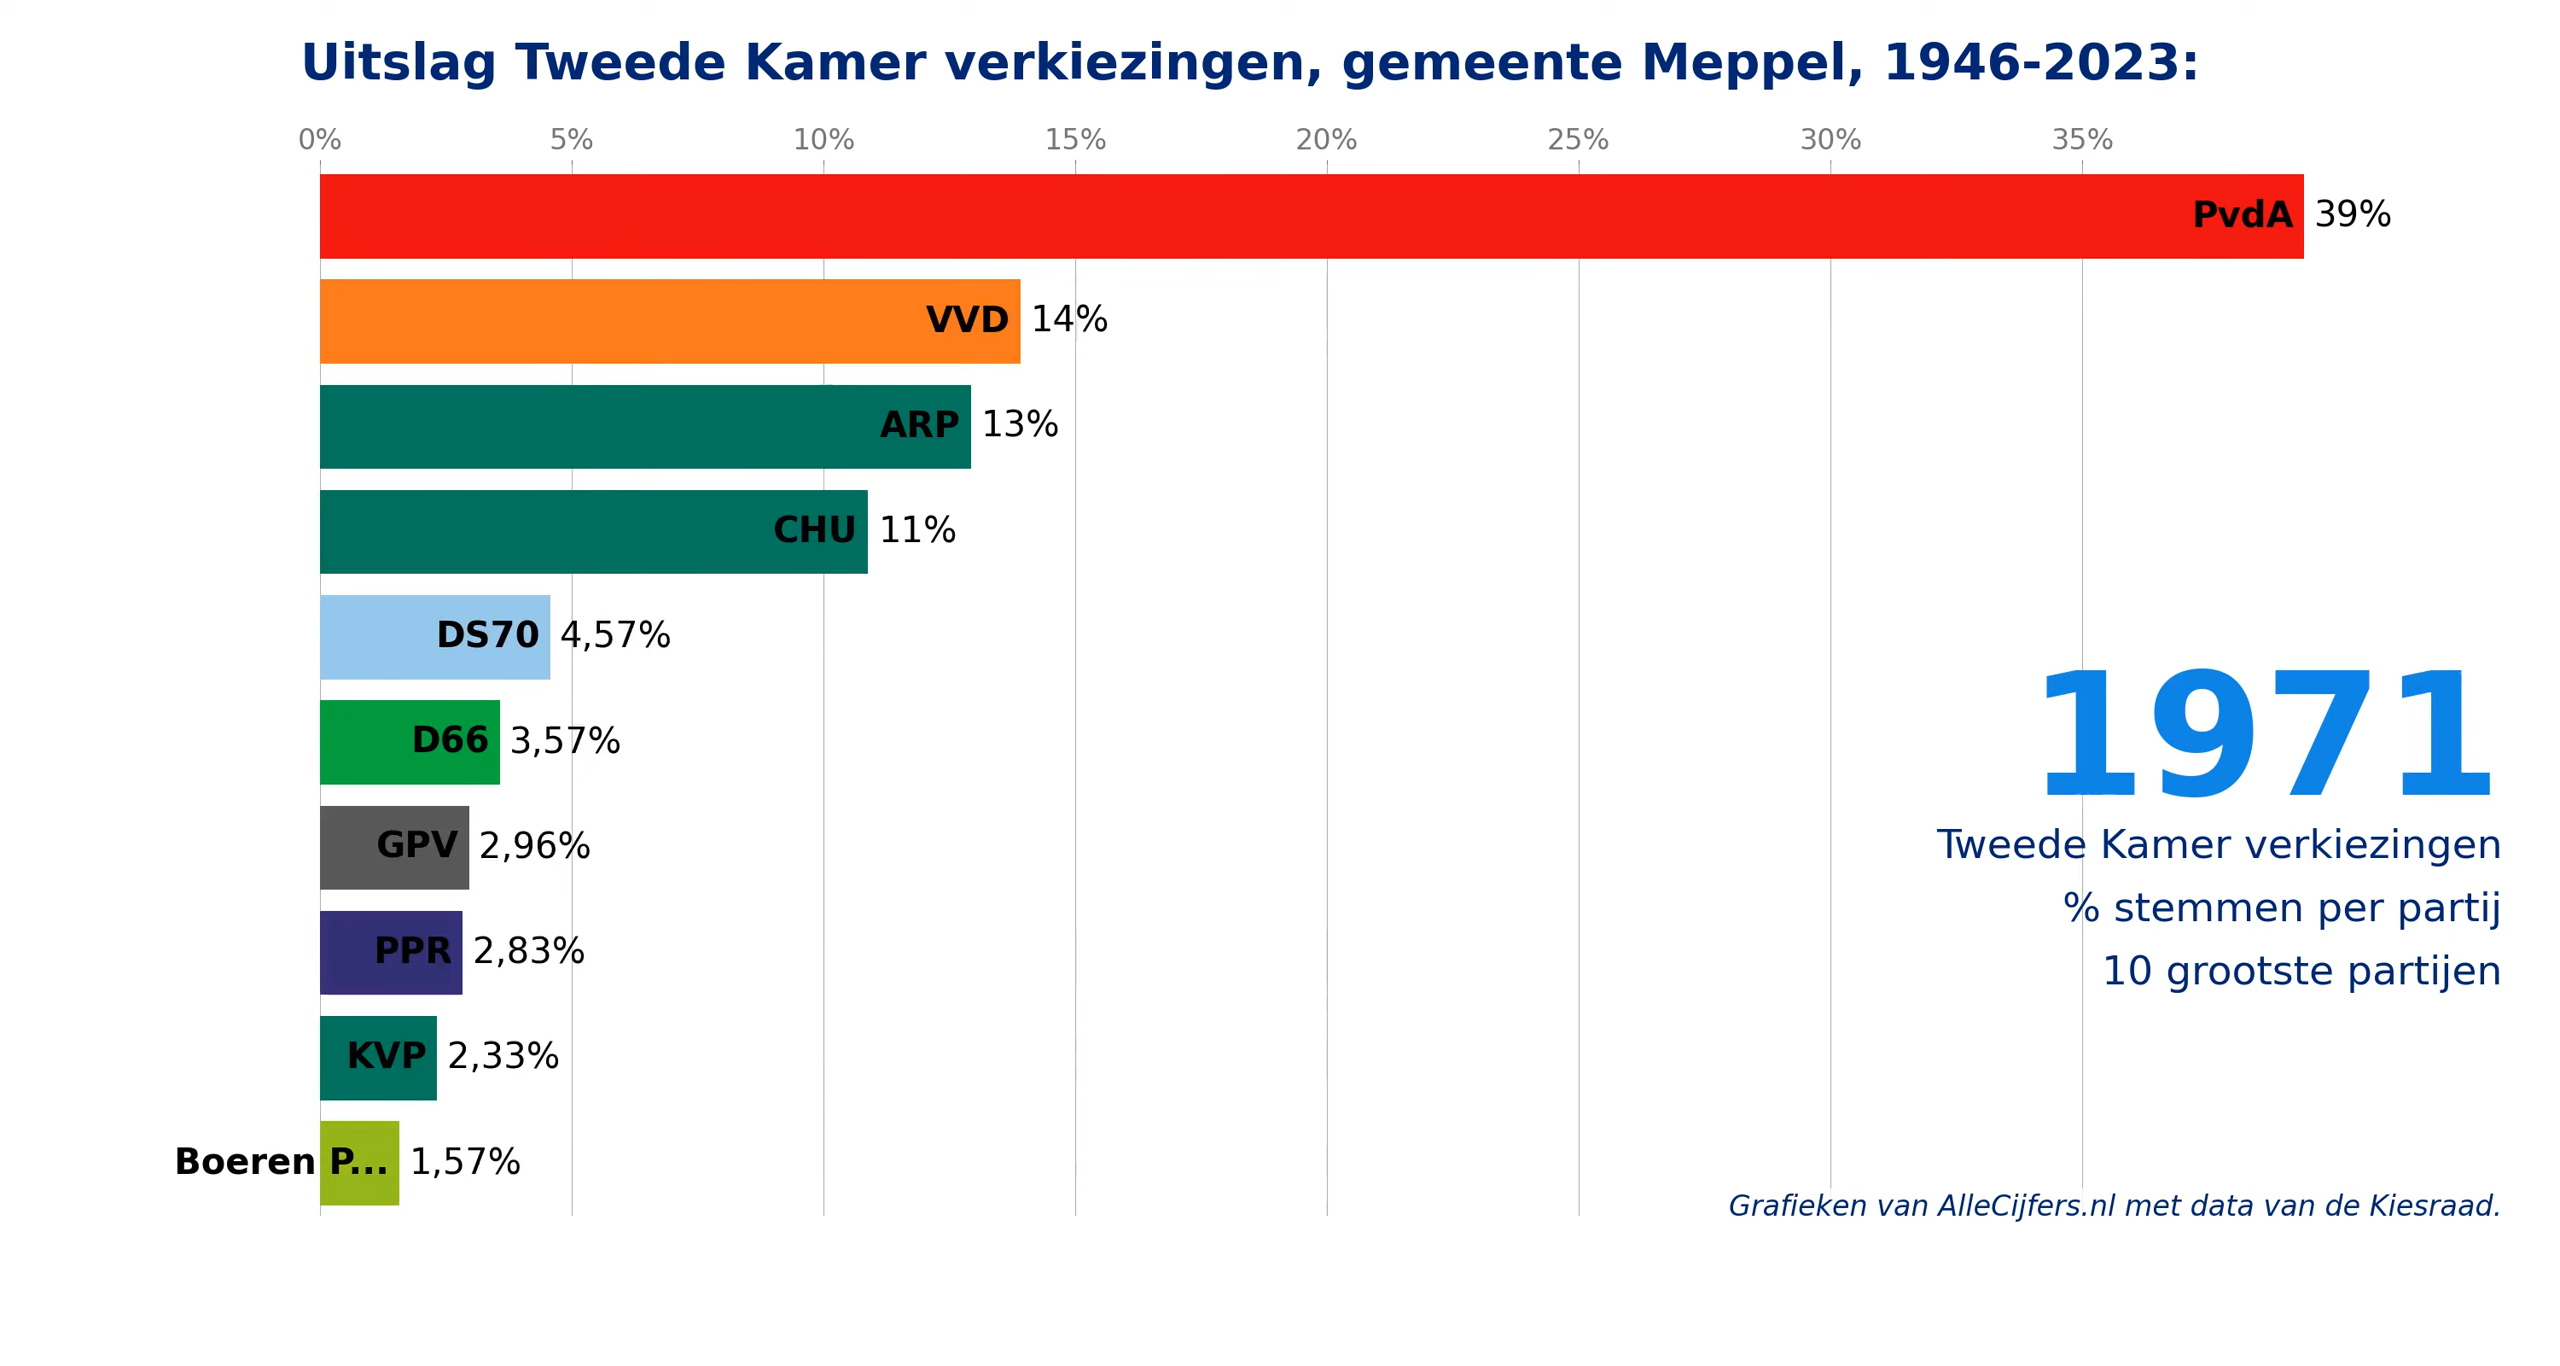 Uitslag Tweede Kamer verkiezingen, gemeente Meppel, 1946-2023:
0% 5% 10% 15% 20% 25% 30% 35%
PvdA 39%
VVD 14%
ARP 13%
CHU 11%
DS70 4,57%
D66 3,57%
GPV 2,96%
PPR 2,83%
KVP 2,33%
Boeren P... 1,57%
1971
Tweede Kamer verkiezingen
% stemmen per partij
10 grootste partijen
Grafieken van AlleCijfers.nl met data van de Kiesraad.